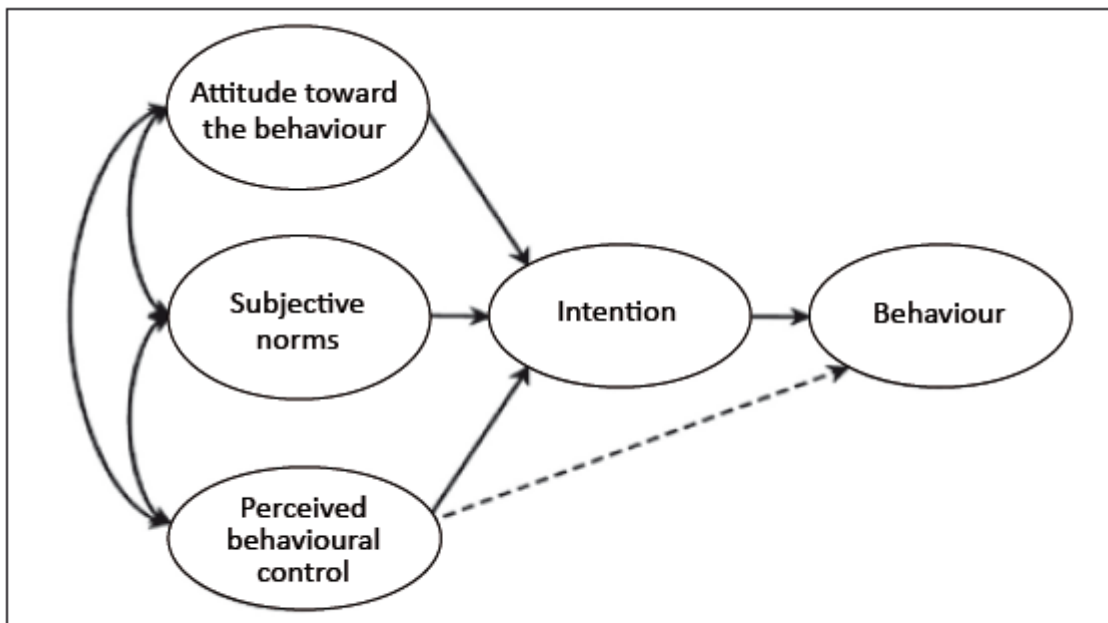 Attitude toward
the behaviour
Subjective
norms
Perceived
behavioural
control
Intention
Behaviour